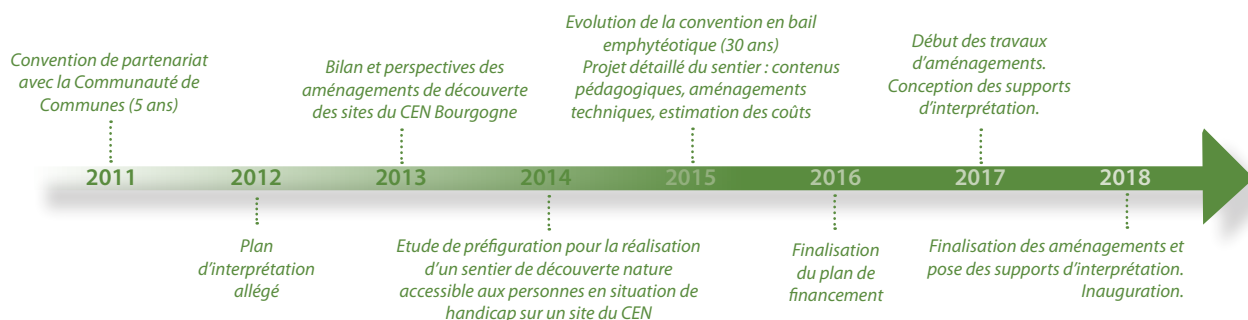 Convention de partenariat
avec la Communauté de
Communes (5 ans)
Bilan et perspectives des
aménagements de découverte
des sites du CEN Bourgogne
Evolution de la convention en bail
emphytéotique (30 ans)
Projet détaillé du sentier : contenus
pédagogiques, aménagements
techniques, estimation des coûts
Début des travaux
d’aménagements.
Conception des supports
d’interprétation.
2011 2012 2013 2014 2015 2016 2017 2018
Plan
d’interprétation
allégé
Etude de préfiguration pour la réalisation
d’un sentier de découverte nature
accessible aux personnes en situation de
handicap sur un site du CEN
Finalisation
du plan de
financement
Finalisation des aménagements et
pose des supports d’interprétation.
Inauguration.